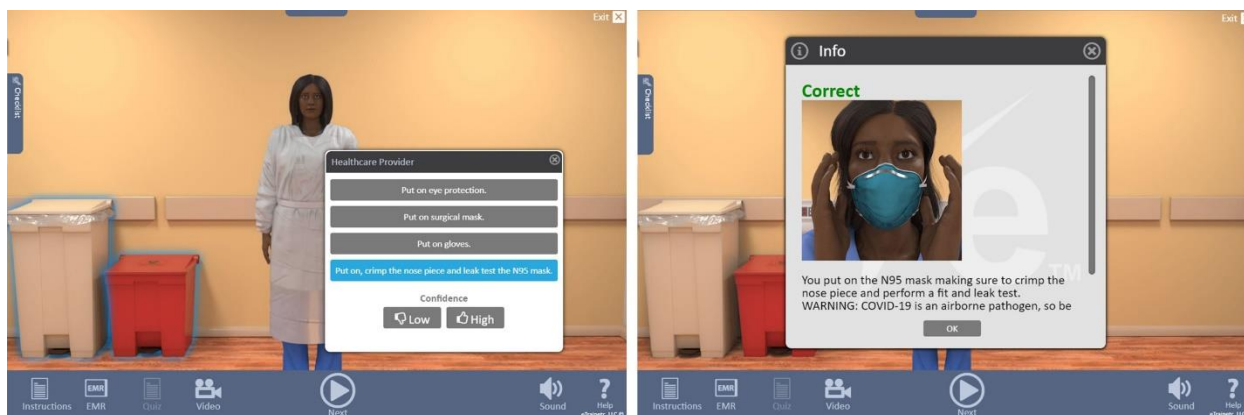 Exit
Checklist
Healthcare Provider
Put on eye protection.
Put on surgical mask.
Put on gloves.
Put on, crimp the nose piece and leak test the N95 mask.
Confidence
Low
High
Instructions
EMR
EMR
Quiz
Video
Next
Sound
?
Help
Exit
Checklist
Info
Correct
e
TM
You put on the N95 mask making sure to crimp the
nose piece and perform a fit and leak test.
WARNING: COVID-19 is an airborne pathogen, so be
OK
Instructions
EMR
EMR
Quiz
Video
Next
Sound
?
Help